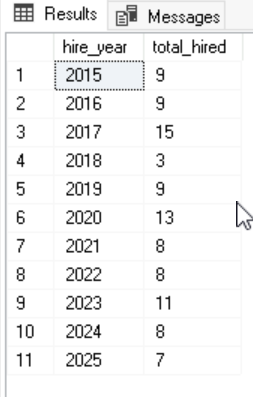 Results Messages
hire_year total_hired
1 2015 9
2 2016 9
3 2017 15
4 2018 3
5 2019 9
6 2020 13
7 2021 8
8 2022 8
9 2023 11
10 2024 8
11 2025 7